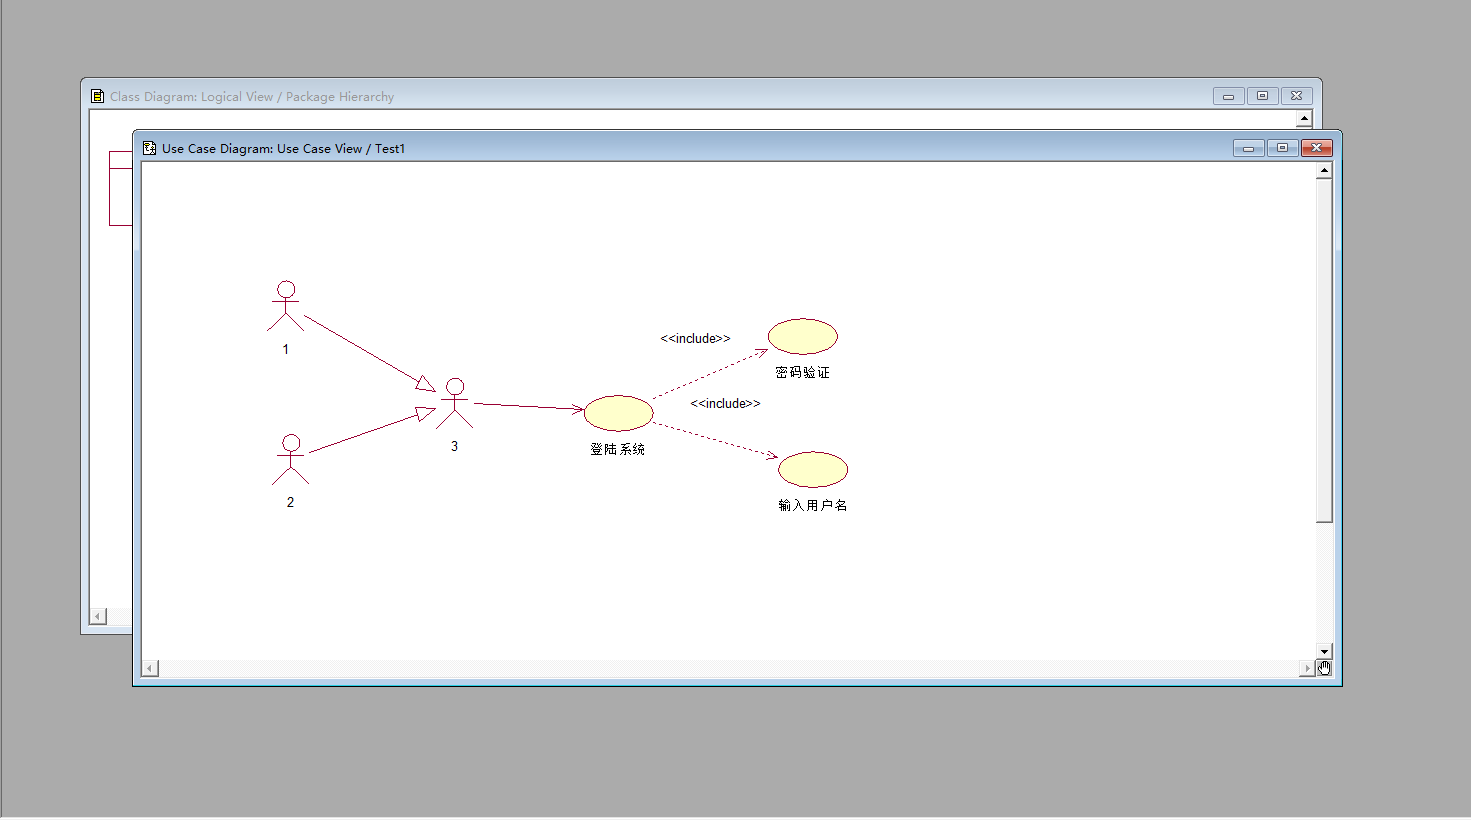 Class Diagram: Logical View / Package Hierarchy
Use Case Diagram: Use Case View / Test1
<<include>>
1
密码验证
<<include>>
3
登陆系统
2
输入用户名